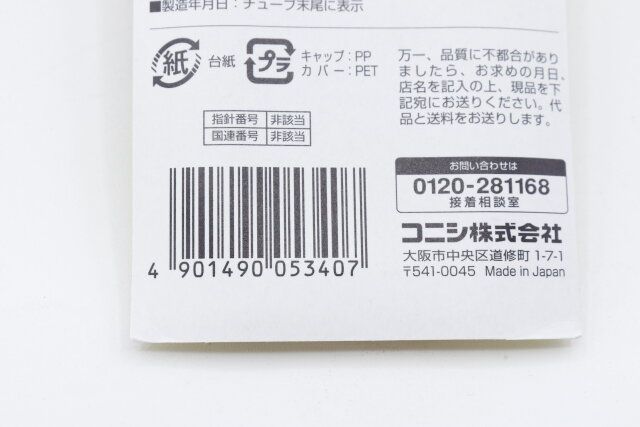 ■製造年月日：チューブ末尾に表示
紙 台紙
プラ キャップ：PP
カバー：PET
万一、品質に不都合があり
ましたら、お求めの月日、
店名を記入の上、現品を下
記宛にお送りください。代
品と送料をお送りします。
指針番号 非該当
国連番号 非該当
お問い合わせは
0120-281168
接着相談室
コニシ株式会社
大阪市中央区道修町 1-7-1
〒541-0045 Made in Japan
4 901490 053407